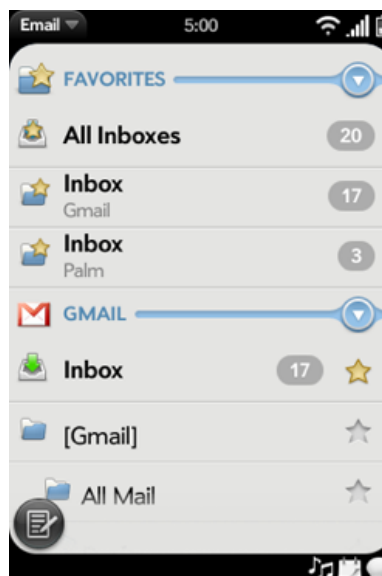 Email
5:00
FAVORITES
All Inboxes 20
Inbox 17
Gmail
Inbox 3
Palm
GMAIL
Inbox 17
[Gmail]
All Mail